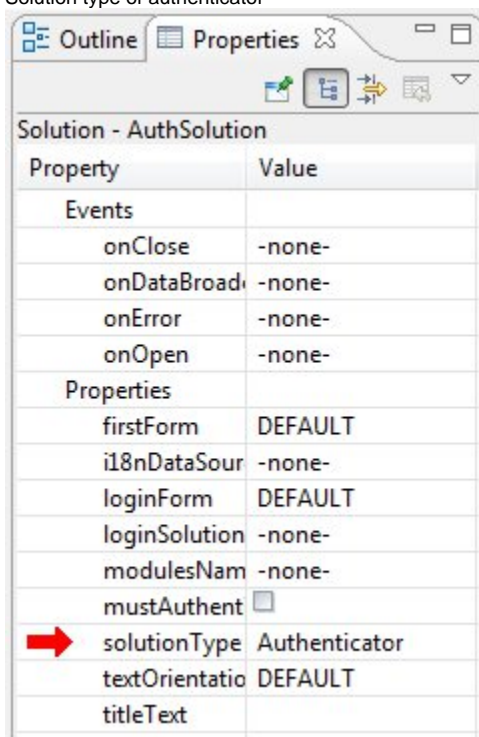 Solution type of authenticator
Outline Properties
Solution - AuthSolution
Property Value
Events
onClose -none-
onDataBroad -none-
onError -none-
onOpen -none-
Properties
firstForm DEFAULT
i18nDataSour -none-
loginForm DEFAULT
loginSolution -none-
modulesNam -none-
mustAuthent
solutionType Authenticator
textOrientatio DEFAULT
titleText